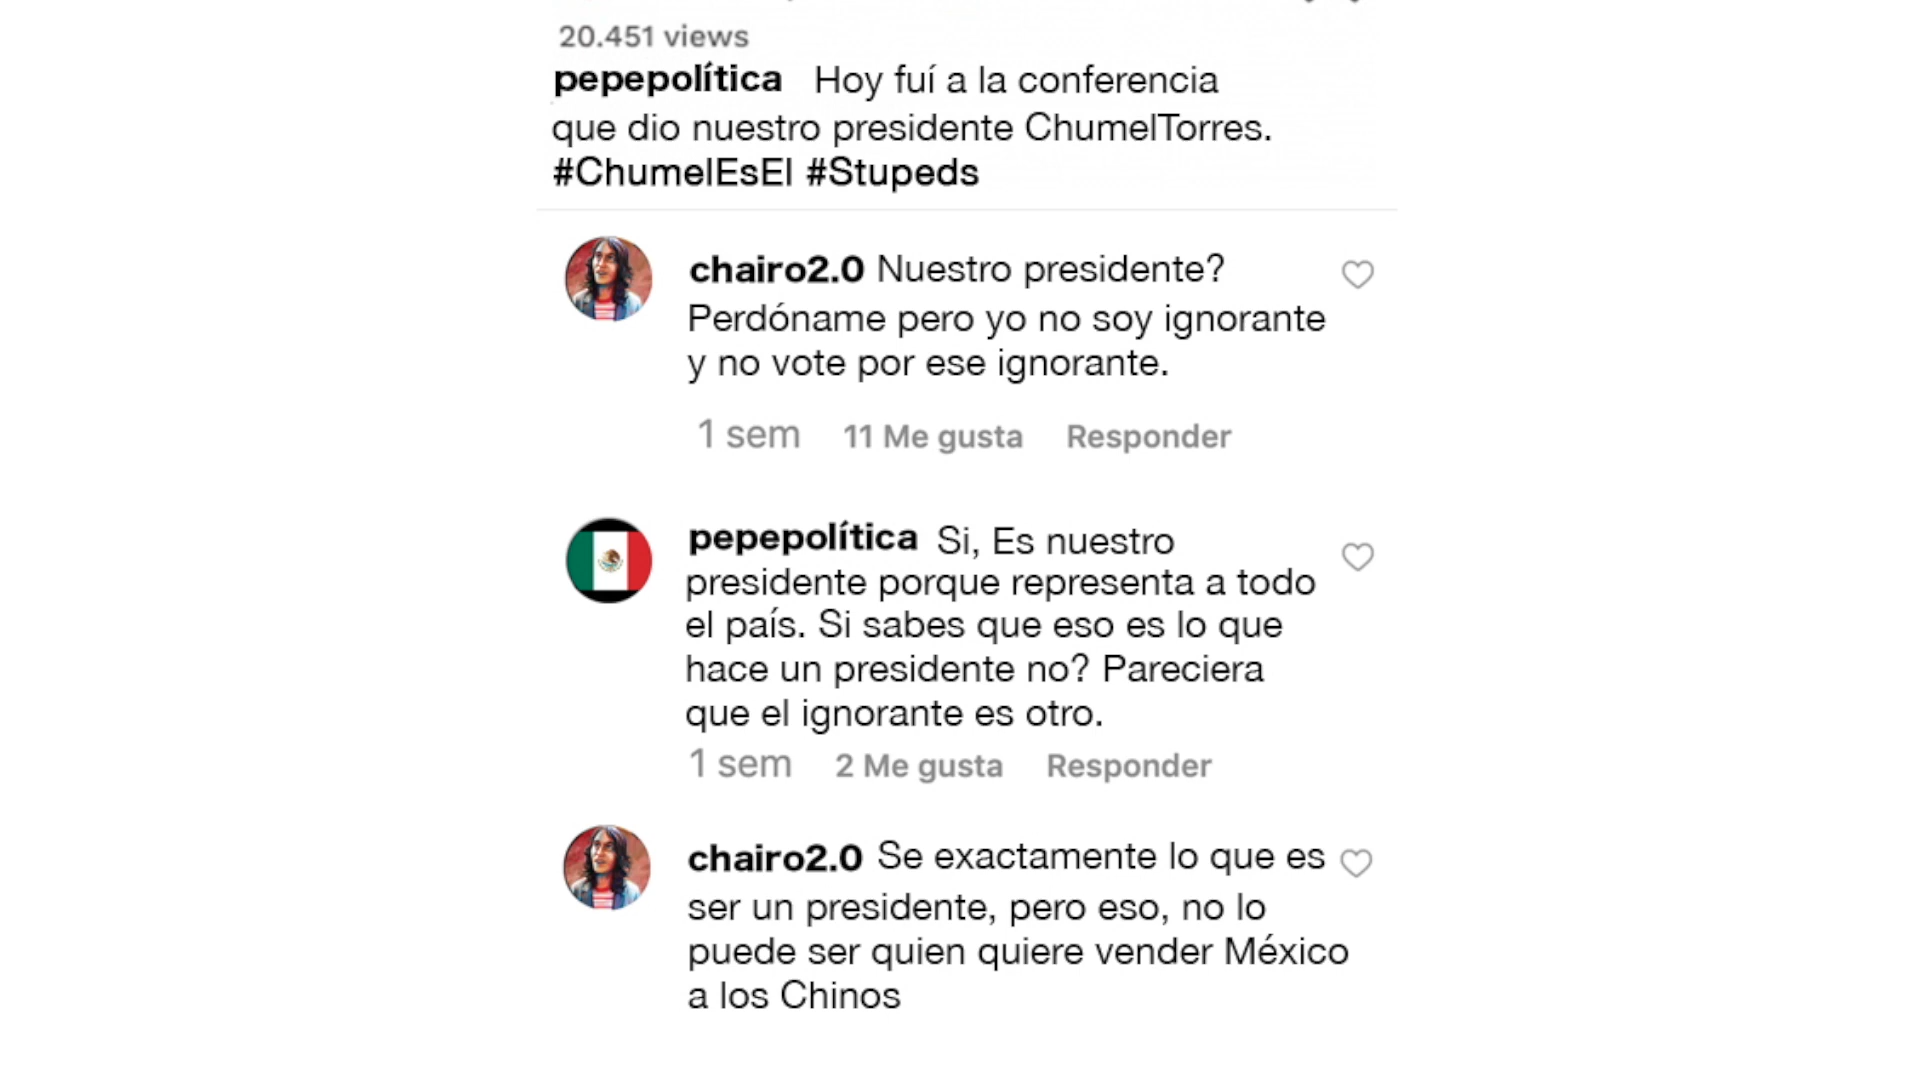 20.451 views
pepepolítica Hoy fuí a la conferencia
que dio nuestro presidente ChumelTorres.
#ChumelEsEl #Stupeds
chairo2.0 Nuestro presidente?
Perdóname pero yo no soy ignorante
y no vote por ese ignorante.
1 sem 11 Me gusta Responder
pepepolítica Si, Es nuestro
presidente porque representa a todo
el país. Si sabes que eso es lo que
hace un presidente no? Pareciera
que el ignorante es otro.
1 sem 2 Me gusta Responder
chairo2.0 Se exactamente lo que es
ser un presidente, pero eso, no lo
puede ser quien quiere vender México
a los Chinos